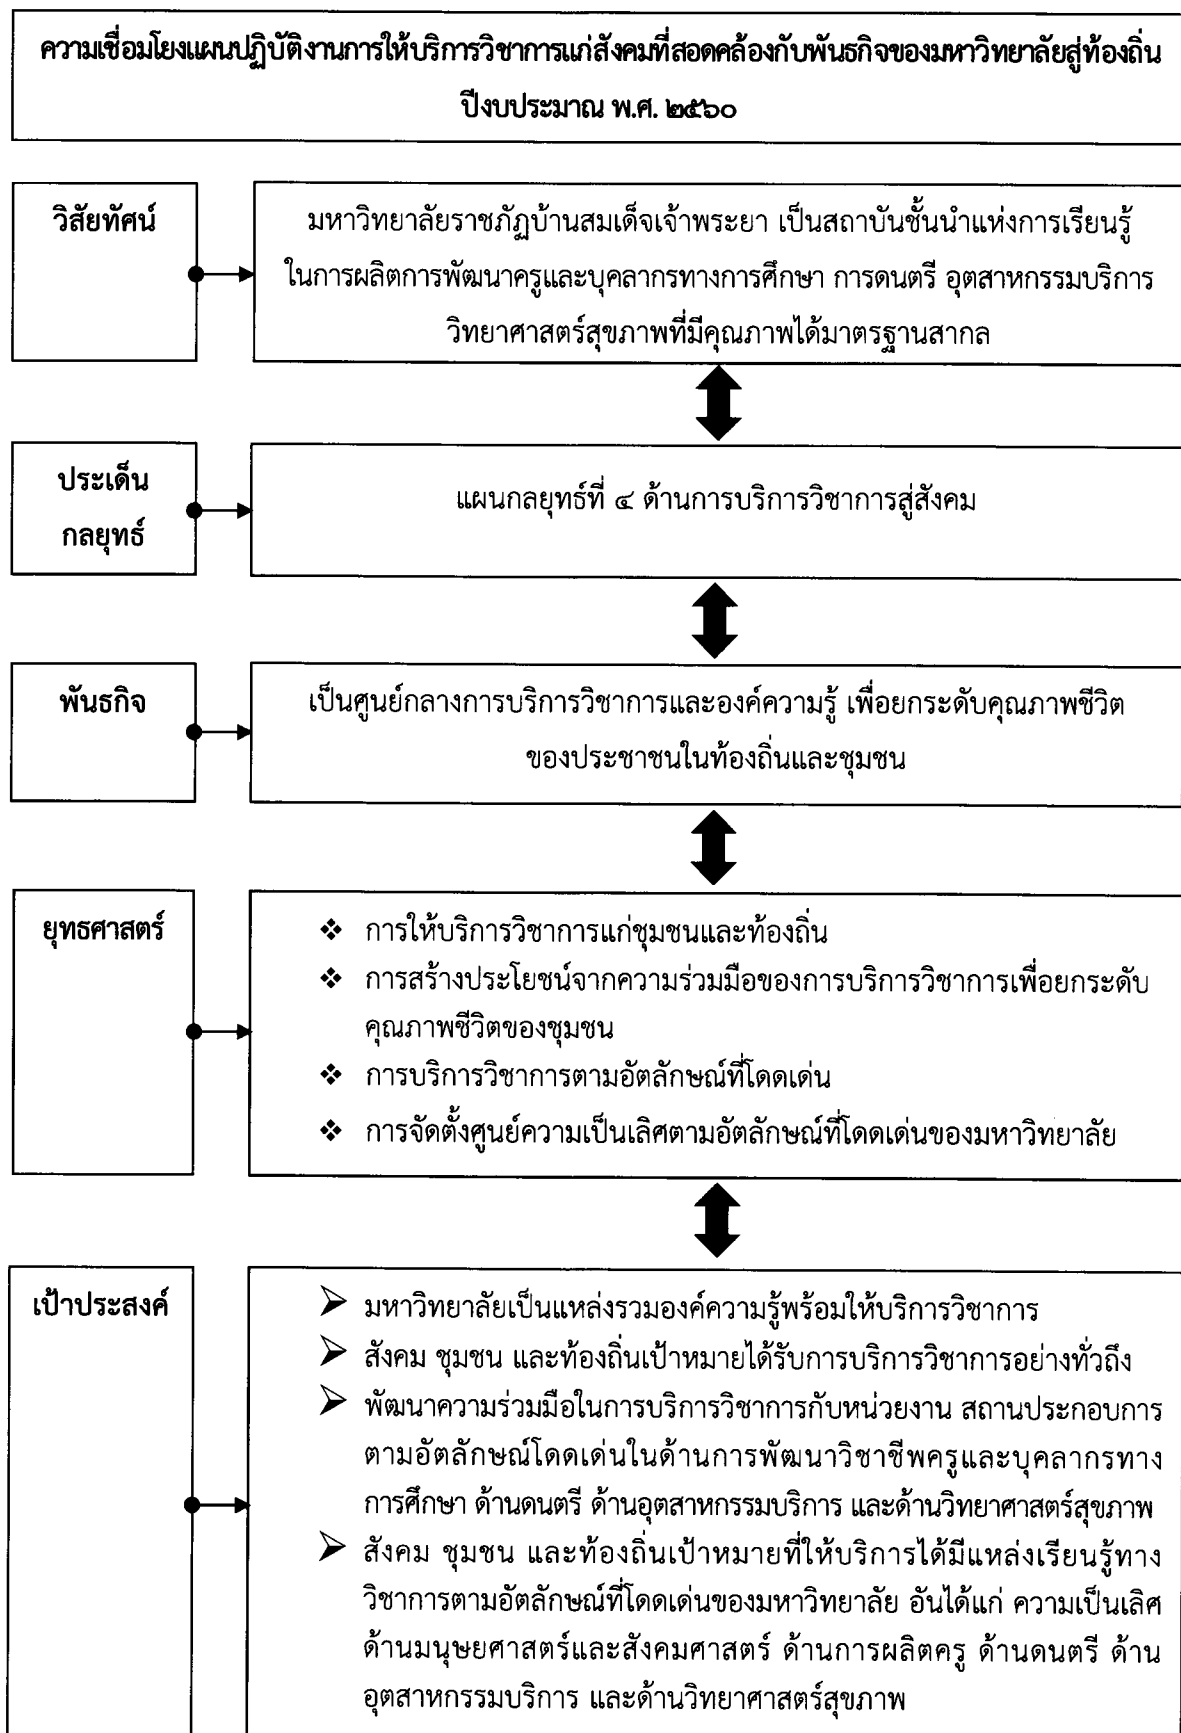 ความเชื่อมโยงแผนปฏิบัติงานการให้บริการวิชาการแก่สังคมที่สอดคล้องกับพันธกิจของมหาวิทยาลัยสู่ท้องถิ่น
ปีงบประมาณ พ.ศ. ๒๕๖๐
วิสัยทัศน์
มหาวิทยาลัยราชภัฏบ้านสมเด็จเจ้าพระยา เป็นสถาบันชั้นนำแห่งการเรียนรู้
ในการผลิตการพัฒนาครูและบุคลากรทางการศึกษา การดนตรี อุตสาหกรรมบริการ
วิทยาศาสตร์สุขภาพที่มีคุณภาพได้มาตรฐานสากล
ประเด็น
กลยุทธ์
แผนกลยุทธ์ที่ ๔ ด้านการบริการวิชาการสู่สังคม
พันธกิจ
เป็นศูนย์กลางการบริการวิชาการและองค์ความรู้ เพื่อยกระดับคุณภาพชีวิต
ของประชาชนในท้องถิ่นและชุมชน
ยุทธศาสตร์
❖ การให้บริการวิชาการแก่ชุมชนและท้องถิ่น
❖ การสร้างประโยชน์จากความร่วมมือของการบริการวิชาการเพื่อยกระดับ
คุณภาพชีวิตของชุมชน
❖ การบริการวิชาการตามอัตลักษณ์ที่โดดเด่น
❖ การจัดตั้งศูนย์ความเป็นเลิศตามอัตลักษณ์ที่โดดเด่นของมหาวิทยาลัย
เป้าประสงค์
➢ มหาวิทยาลัยเป็นแหล่งรวมองค์ความรู้พร้อมให้บริการวิชาการ
➢ สังคม ชุมชน และท้องถิ่นเป้าหมายได้รับการบริการวิชาการอย่างทั่วถึง
➢ พัฒนาความร่วมมือในการบริการวิชาการกับหน่วยงาน สถานประกอบการ
ตามอัตลักษณ์โดดเด่นในด้านการพัฒนาวิชาชีพครูและบุคลากรทาง
การศึกษา ด้านดนตรี ด้านอุตสาหกรรมบริการ และด้านวิทยาศาสตร์สุขภาพ
➢ สังคม ชุมชน และท้องถิ่นเป้าหมายที่ให้บริการได้มีแหล่งเรียนรู้ทาง
วิชาการตามอัตลักษณ์ที่โดดเด่นของมหาวิทยาลัย อันได้แก่ ความเป็นเลิศ
ด้านมนุษยศาสตร์และสังคมศาสตร์ ด้านการผลิตครู ด้านดนตรี ด้าน
อุตสาหกรรมบริการ และด้านวิทยาศาสตร์สุขภาพ